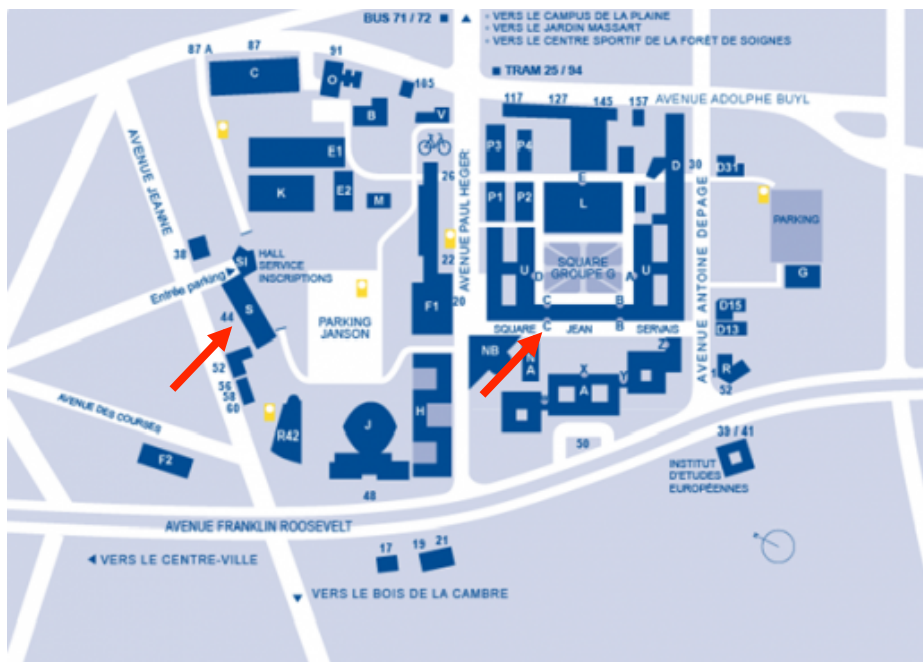 BUS 71 / 72
VERS LE CAMPUS DE LA PLAINE
VERS LE JARDIN MASSART
VERS LE CENTRE SPORTIF DE LA FORÊT DE SOIGNES
TRAM 25 / 94
87 A
87
91
C
O
B
105
V
117
127
145
157
AVENUE ADOLPHE BUYL
AVENUE JEANNE
E1
K
E2
M
26
22
20
AVENUE PAUL HEGER
P3
P4
P1
P2
E
L
D
30
D31
AVENUE ANTOINE DEPAGE
PARKING
G
38
SI
HALL
SERVICE
INSCRIPTIONS
Entrée parking
S
44
PARKING
JANSON
F1
U
D
SQUARE
GROUPE G
A
U
C
B
C
B
SQUARE
JEAN
SERVAIS
D15
D13
R
52
NB
N
A
X
A
Z
52
56
58
60
AVENUE DES COURSES
F2
R42
J
H
48
50
39 / 41
INSTITUT
D'ETUDES
EUROPÉENNES
AVENUE FRANKLIN ROOSEVELT
VERS LE CENTRE-VILLE
17
19
21
VERS LE BOIS DE LA CAMBRE